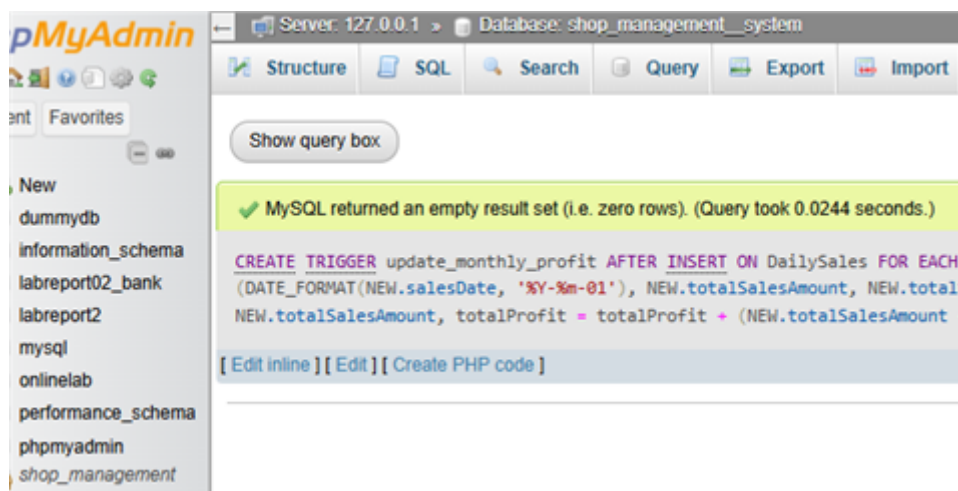 pMyAdmin
Server: 127.0.0.1 » Database: shop_management__system
Structure SQL Search Query Export Import
ent Favorites
Show query box
New
MySQL returned an empty result set (i.e. zero rows). (Query took 0.0244 seconds.)
dummydb
information_schema
CREATE TRIGGER update_monthly_profit AFTER INSERT ON DailySales FOR EACH
labreport02_bank
(DATE_FORMAT(NEW.salesDate, '%Y-%m-01'), NEW.totalSalesAmount, NEW.total
labreport2
NEW.totalSalesAmount, totalProfit = totalProfit + (NEW.totalSalesAmount
mysql
[ Edit inline ] [ Edit ] [ Create PHP code ]
onlinelab
performance_schema
phpmyadmin
shop_management